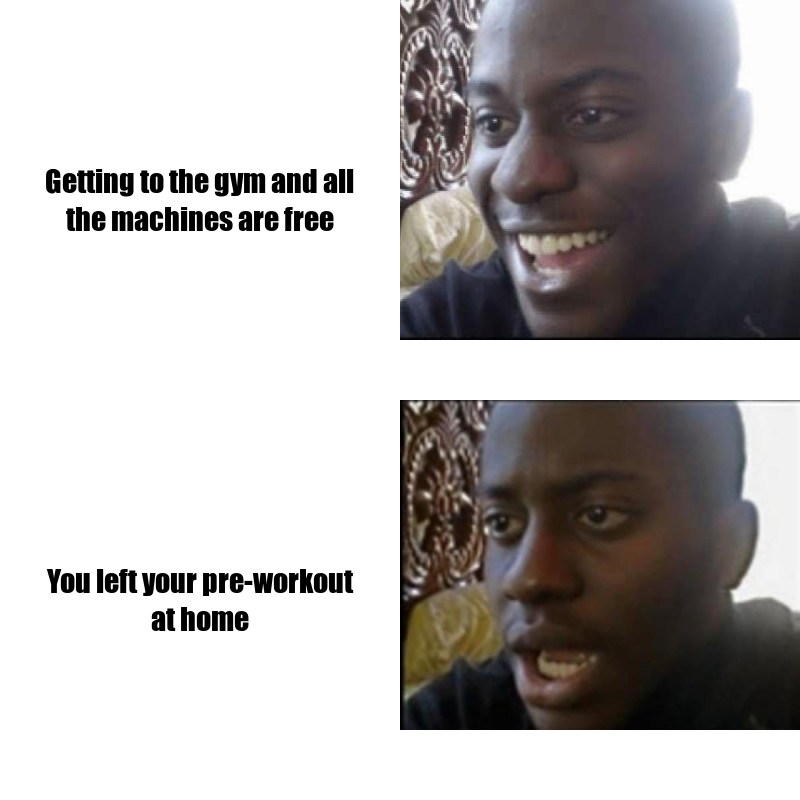 Getting to the gym and all
the machines are free
You left your pre-workout
at home